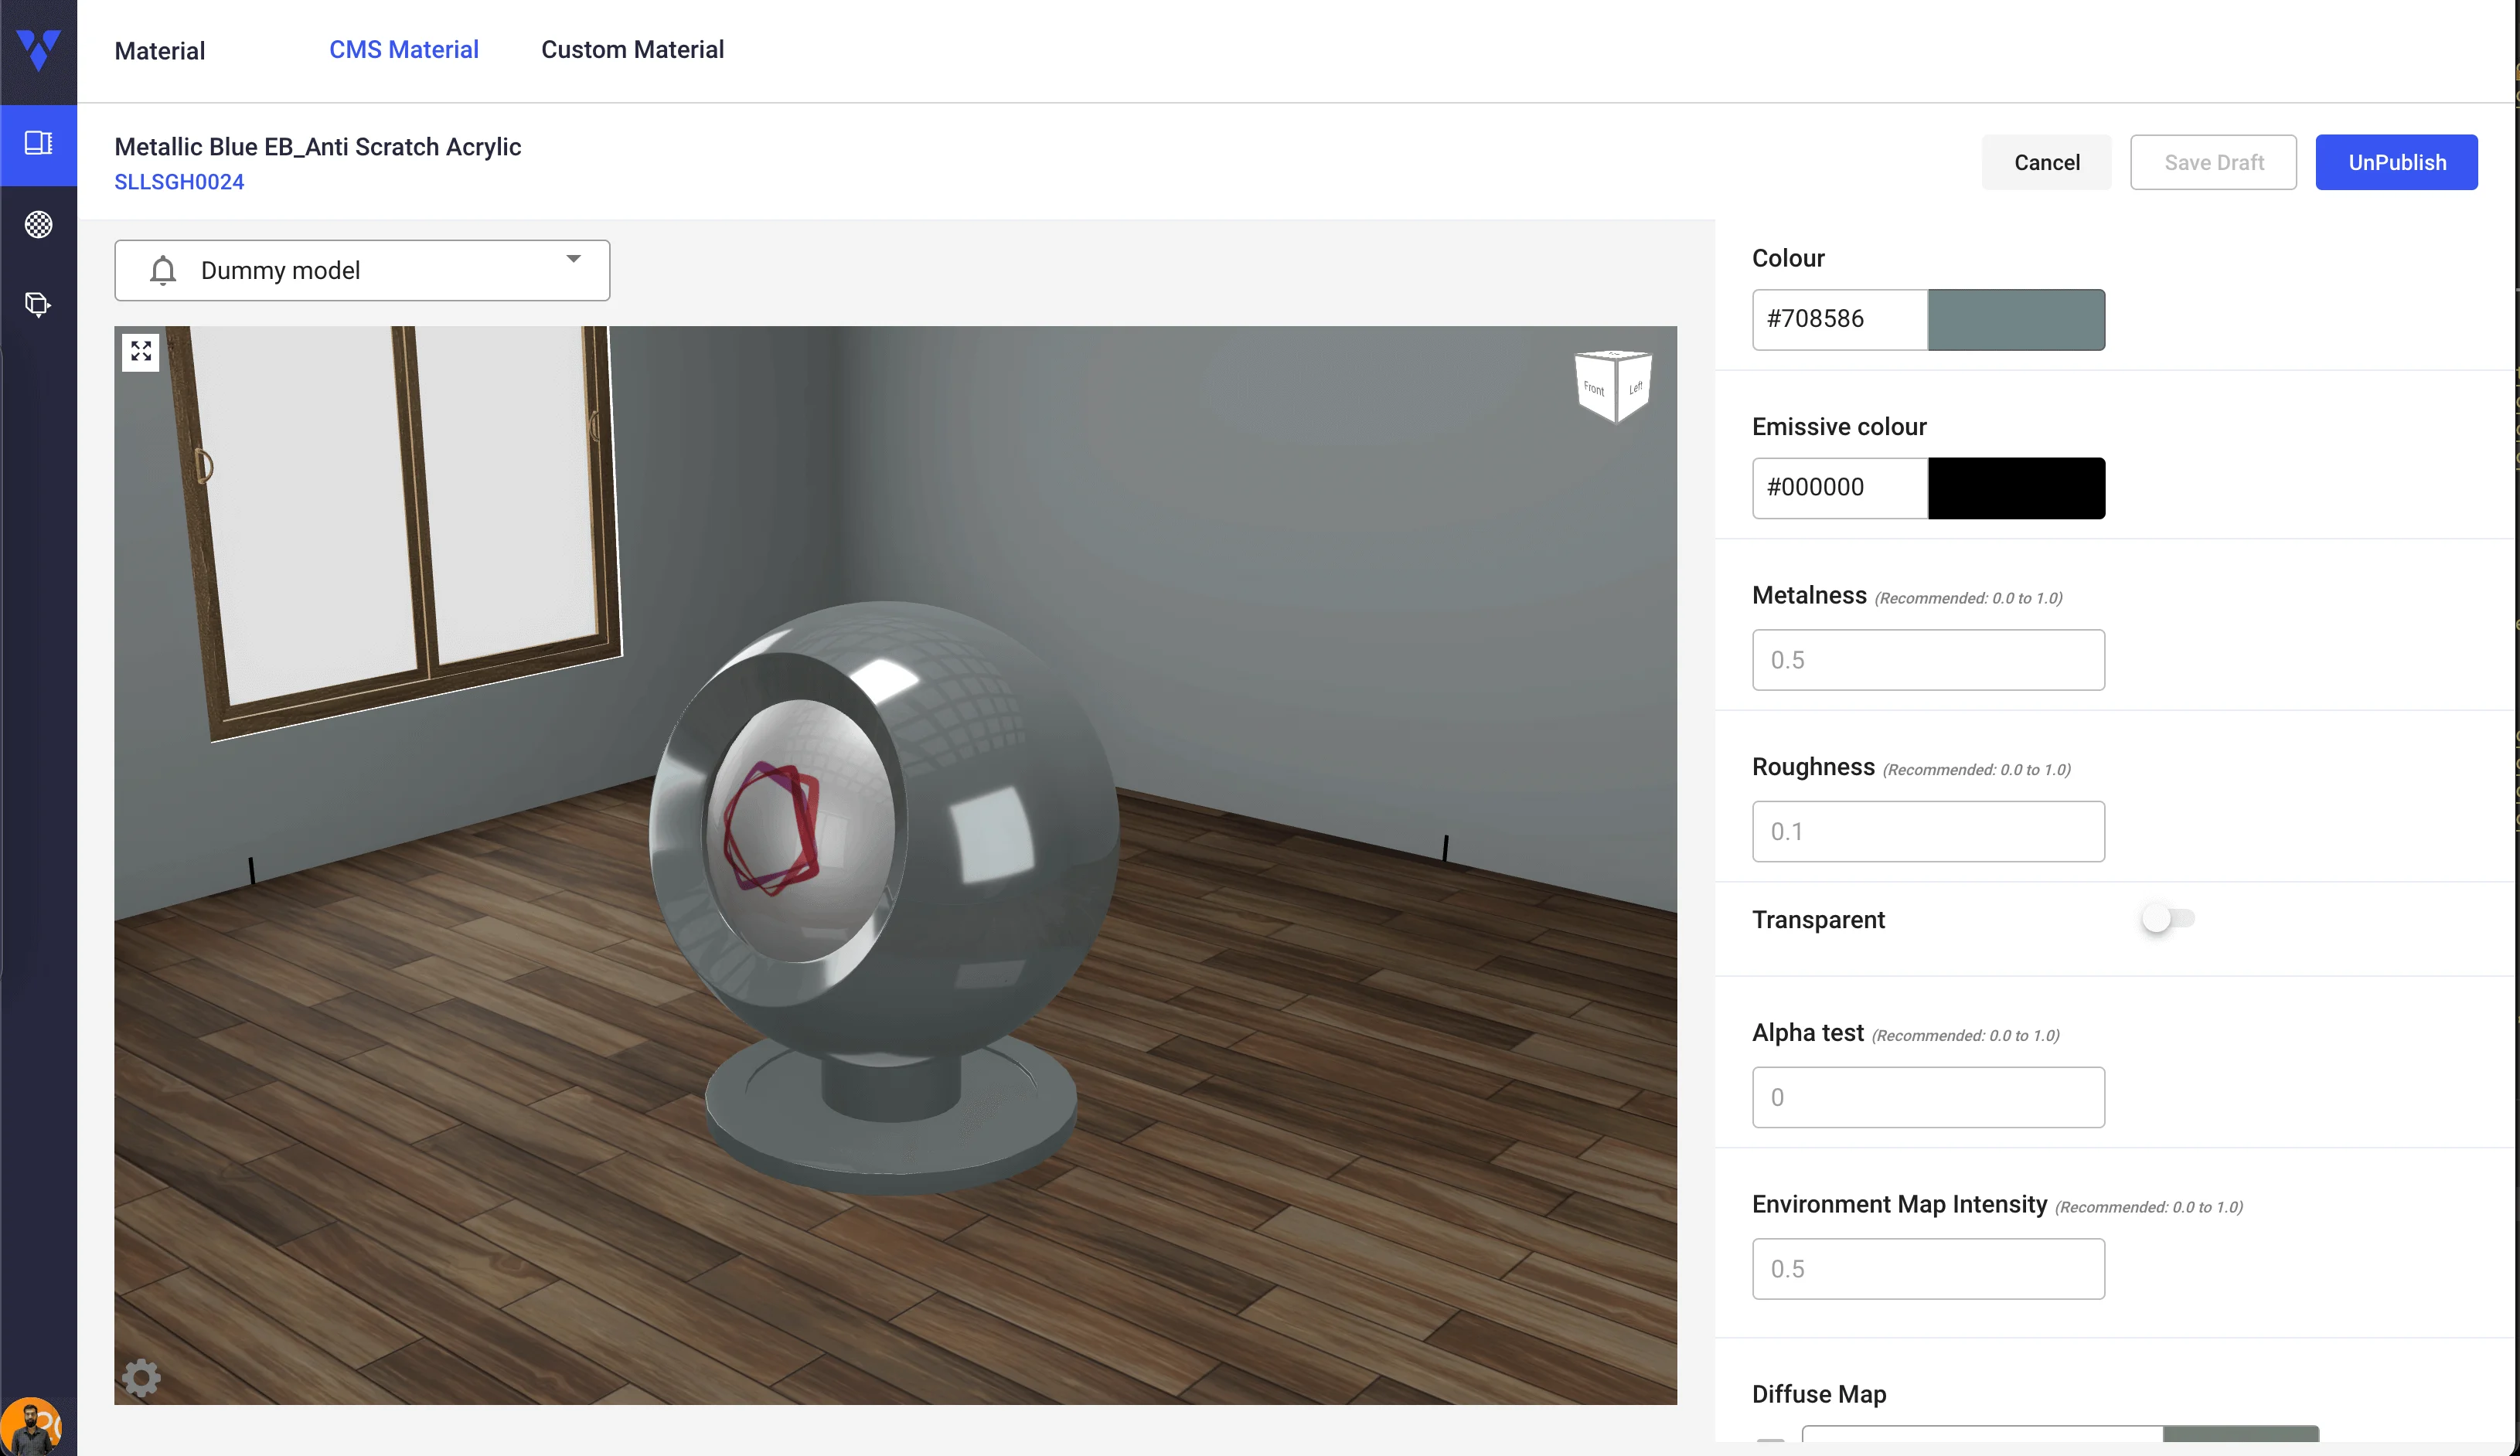 Material
CMS Material
Custom Material
Metallic Blue EB_Anti Scratch Acrylic
SLLSGH0024
Cancel
Save Draft
UnPublish
Dummy model
Front
Left
Colour
#708586
Emissive colour
#000000
Metalness (Recommended: 0.0 to 1.0)
0.5
Roughness (Recommended: 0.0 to 1.0)
0.1
Transparent
Alpha test (Recommended: 0.0 to 1.0)
0
Environment Map Intensity (Recommended: 0.0 to 1.0)
0.5
Diffuse Map